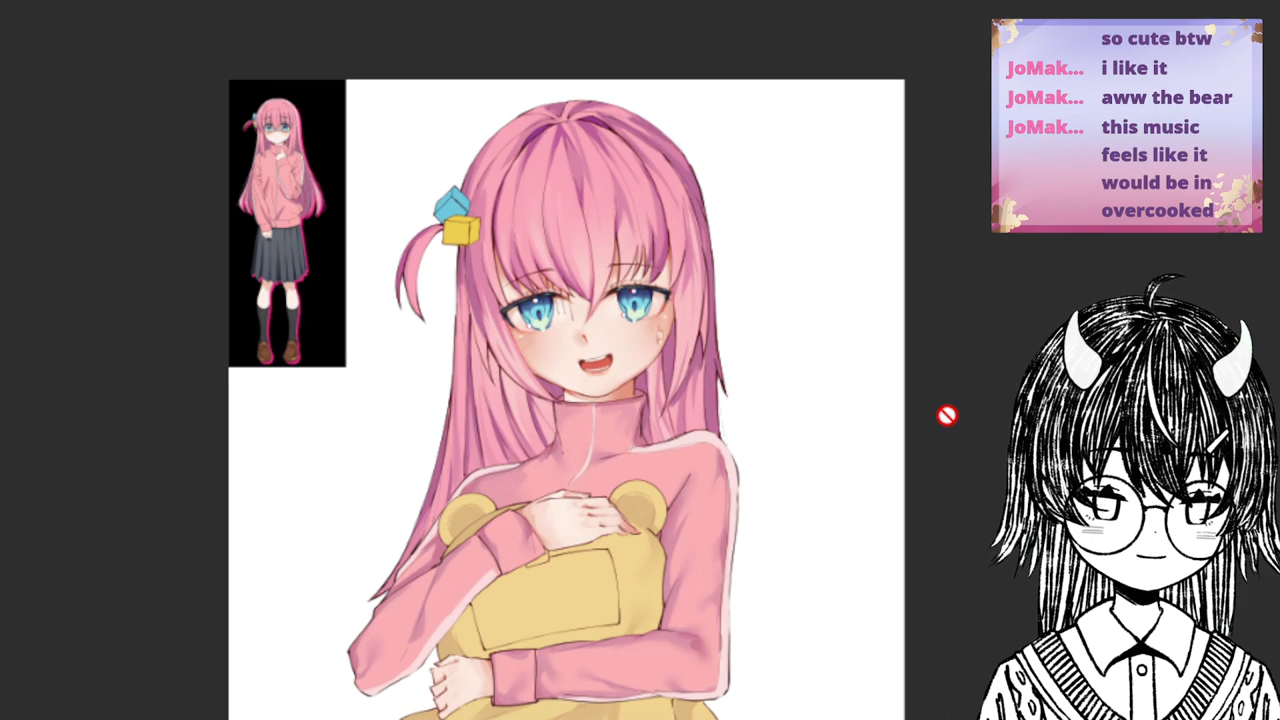 so cute btw
JoMak... i like it
JoMak... aww the bear
JoMak... this music
feels like it
would be in
overcooked